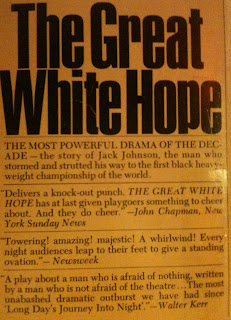 The Great
White Hope
THE MOST POWERFUL DRAMA OF THE DEC-
ADE — the story of Jack Johnson, the man who
stormed and strutted his way to the first black heavy-
weight championship of the world.
"Delivers a knock-out punch. THE GREAT WHITE
HOPE has at last given playgoers something to cheer
about. And they do cheer." —John Chapman, New
York Sunday News
"Towering! amazing! majestic! A whirlwind! Every
night audiences leap to their feet to give a standing
ovation."— Newsweek
"A play about a man who is afraid of nothing, written
by a man who is not afraid of the theatre . . . The most
unabashed dramatic outburst we have had since
'Long Day's Journey Into Night'."— Walter Kerr